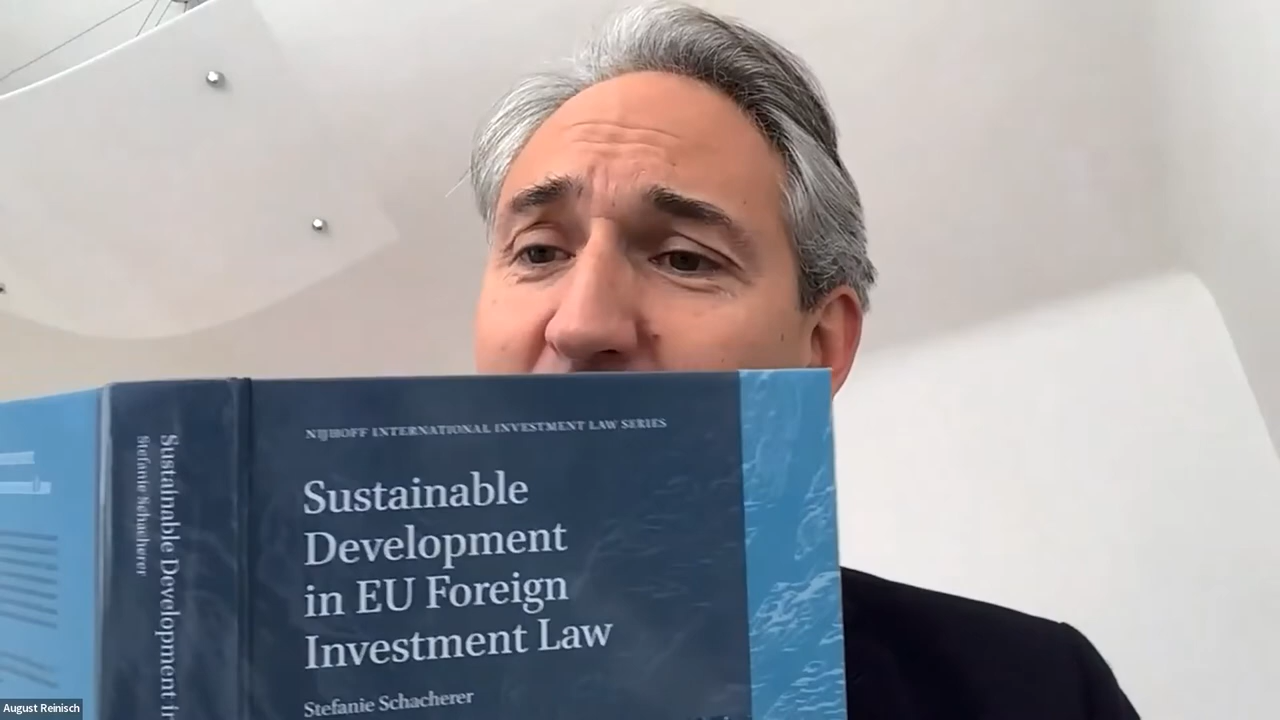 NIJHOFF INTERNATIONAL INVESTMENT LAW SERIES
Sustainable
Development
in EU Foreign
Investment Law
Stefanie Schacherer
Sustainable Development in
Stefanie Schacherer
August Reinisch